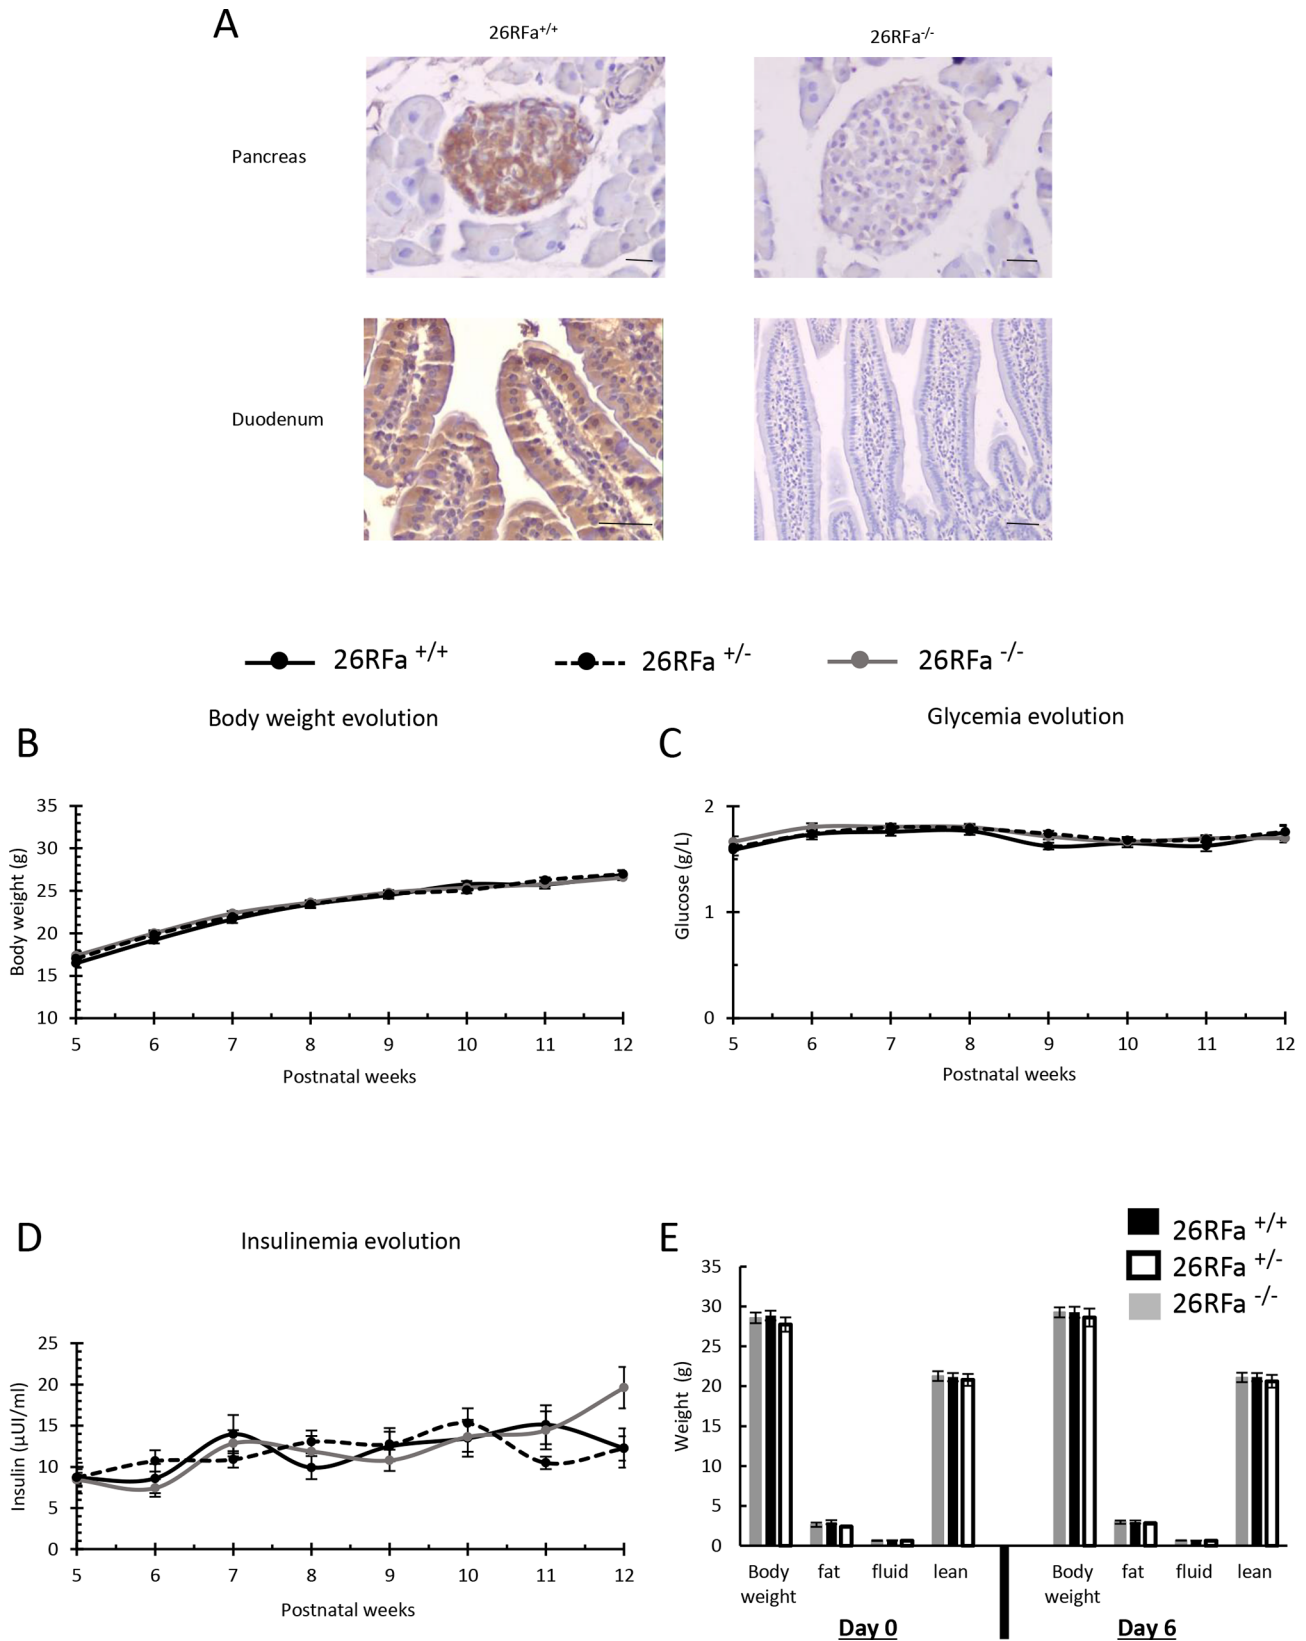 A
26RFa+/+
26RFa-/-
Pancreas
Duodenum
26RFa +/+
26RFa +/-
26RFa -/-
Body weight evolution
Glycemia evolution
B
C
35
30
25
20
15
10
Body weight (g)
5 6 7 8 9 10 11 12
Postnatal weeks
2
1
0
Glucose (g/L)
5 6 7 8 9 10 11 12
Postnatal weeks
D
Insulinemia evolution
25
20
15
10
5
0
Insulin (µUI/ml)
5 6 7 8 9 10 11 12
Postnatal weeks
E
26RFa +/+
26RFa +/-
26RFa -/-
35
30
25
20
15
10
5
0
Weight (g)
Body weight fat fluid lean
Body weight fat fluid lean
Day 0
Day 6